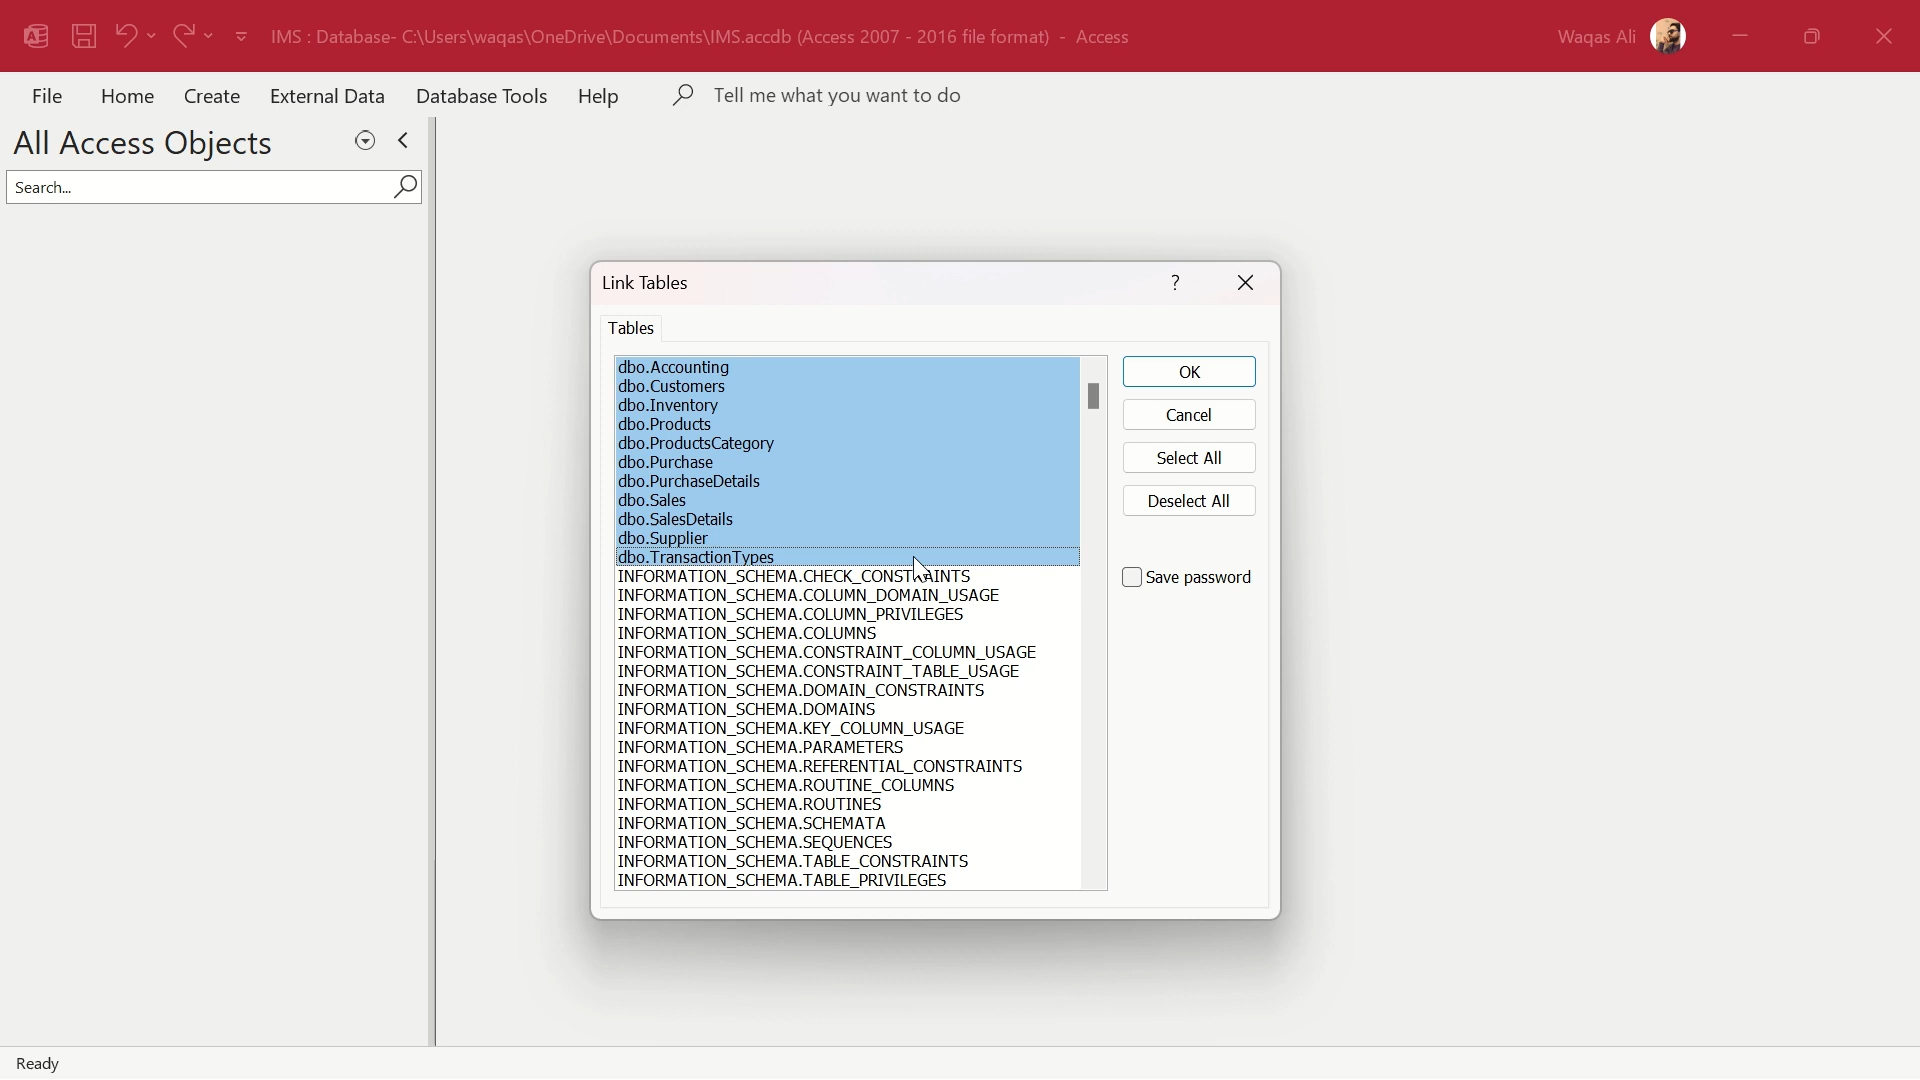 IMS : Database- C:\Users\waqas\OneDrive\Documents\IMS.accdb (Access 2007 - 2016 file format) - Access
Waqas Ali
File Home Create External Data Database Tools Help Tell me what you want to do
All Access Objects
Search...
Link Tables
?
Tables
dbo.Accounting
dbo.Customers
dbo.Inventory
dbo.Products
dbo.ProductsCategory
dbo.Purchase
dbo.PurchaseDetails
dbo.Sales
dbo.SalesDetails
dbo.Supplier
dbo.TransactionTypes
INFORMATION_SCHEMA.CHECK_CONSTRAINTS
INFORMATION_SCHEMA.COLUMN_DOMAIN_USAGE
INFORMATION_SCHEMA.COLUMN_PRIVILEGES
INFORMATION_SCHEMA.COLUMNS
INFORMATION_SCHEMA.CONSTRAINT_COLUMN_USAGE
INFORMATION_SCHEMA.CONSTRAINT_TABLE_USAGE
INFORMATION_SCHEMA.DOMAIN_CONSTRAINTS
INFORMATION_SCHEMA.DOMAINS
INFORMATION_SCHEMA.KEY_COLUMN_USAGE
INFORMATION_SCHEMA.PARAMETERS
INFORMATION_SCHEMA.REFERENTIAL_CONSTRAINTS
INFORMATION_SCHEMA.ROUTINE_COLUMNS
INFORMATION_SCHEMA.ROUTINES
INFORMATION_SCHEMA.SCHEMATA
INFORMATION_SCHEMA.SEQUENCES
INFORMATION_SCHEMA.TABLE_CONSTRAINTS
INFORMATION_SCHEMA.TABLE_PRIVILEGES
OK
Cancel
Select All
Deselect All
Save password
Ready